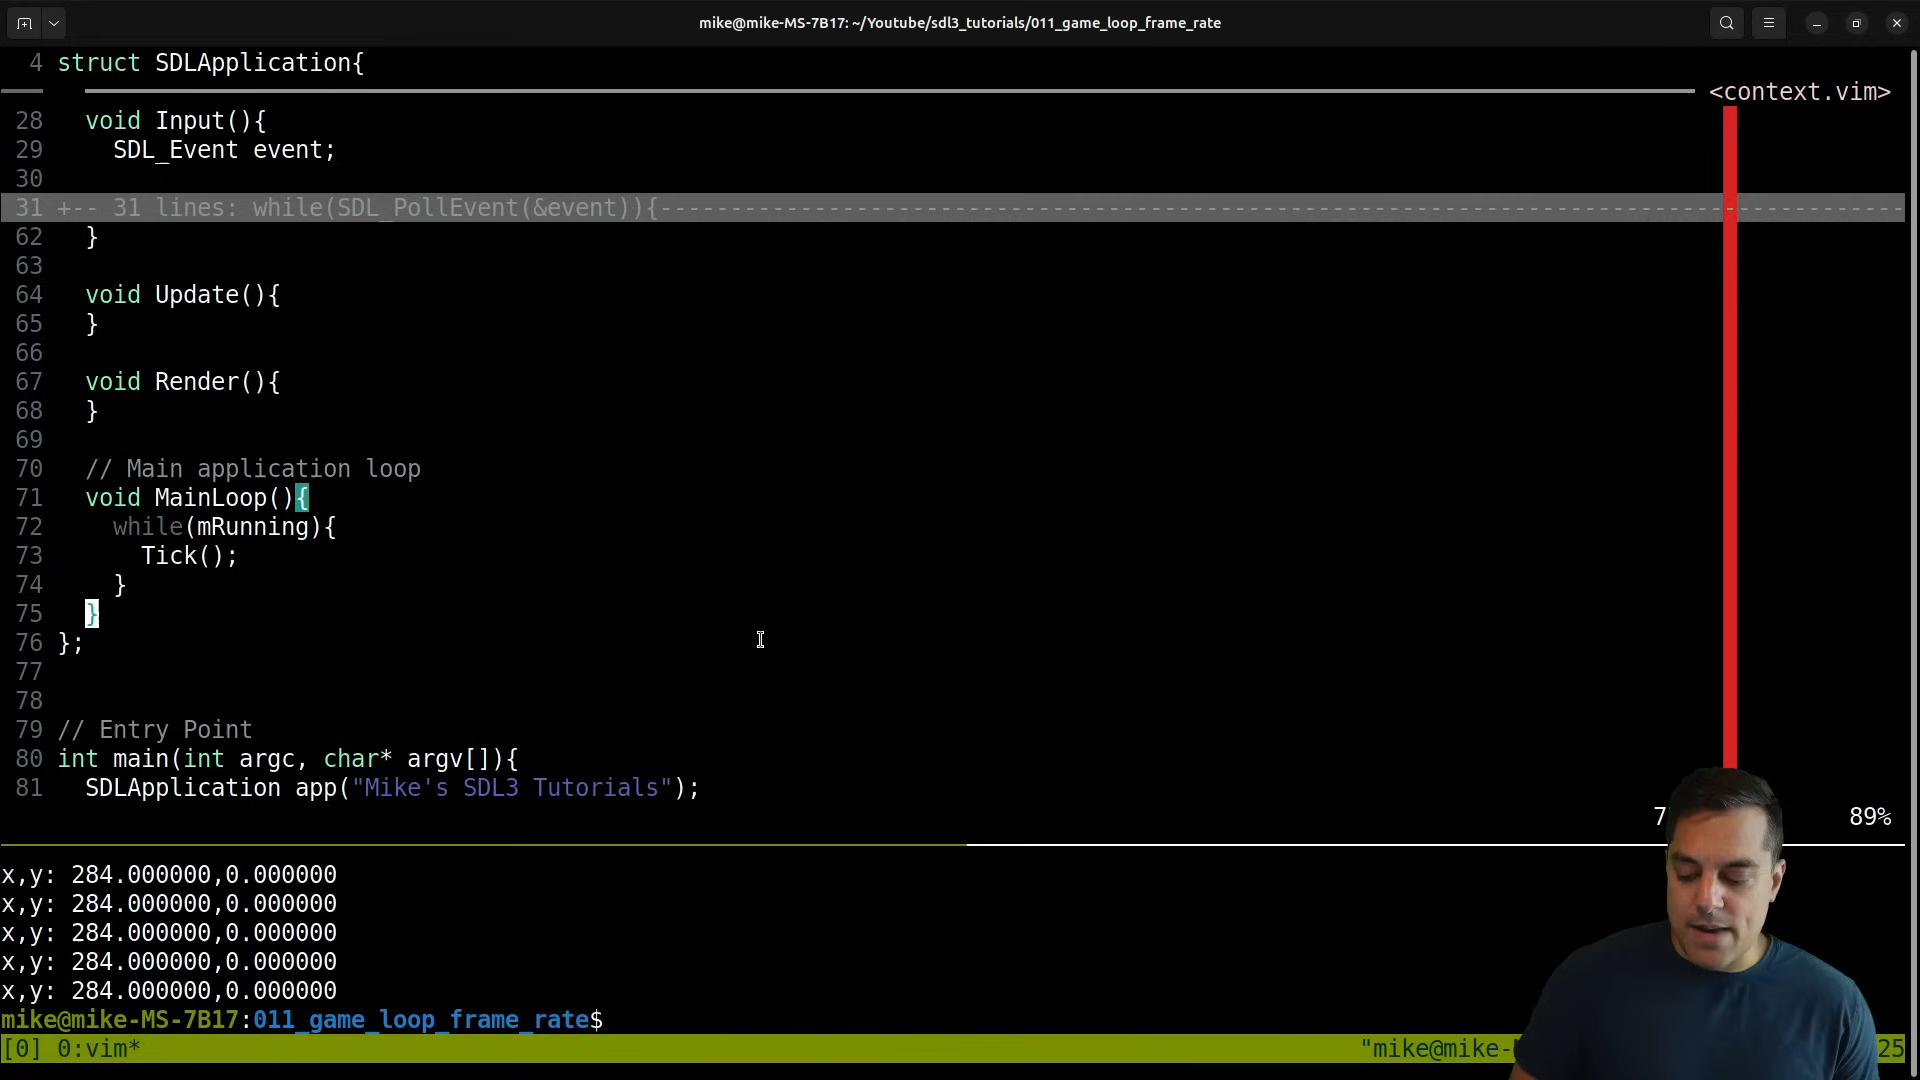 mike@mike-MS-7B17: ~/Youtube/sdl3_tutorials/011_game_loop_frame_rate
4 struct SDLApplication{
<context.vim>
28   void Input(){
29     SDL_Event event;
30
31 +-- 31 lines: while(SDL_PollEvent(&event)){-----------------------------------------------------------------------------------------
62   }
63
64   void Update(){
65   }
66
67   void Render(){
68   }
69
70   // Main application loop
71   void MainLoop(){
72     while(mRunning){
73       Tick();
74     }
75   }
76 };
77
78
79 // Entry Point
80 int main(int argc, char* argv[]){
81   SDLApplication app("Mike's SDL3 Tutorials");
89%
x,y: 284.000000,0.000000
x,y: 284.000000,0.000000
x,y: 284.000000,0.000000
x,y: 284.000000,0.000000
x,y: 284.000000,0.000000
mike@mike-MS-7B17:011_game_loop_frame_rate$
[0] 0:vim* "mike@mike- 25